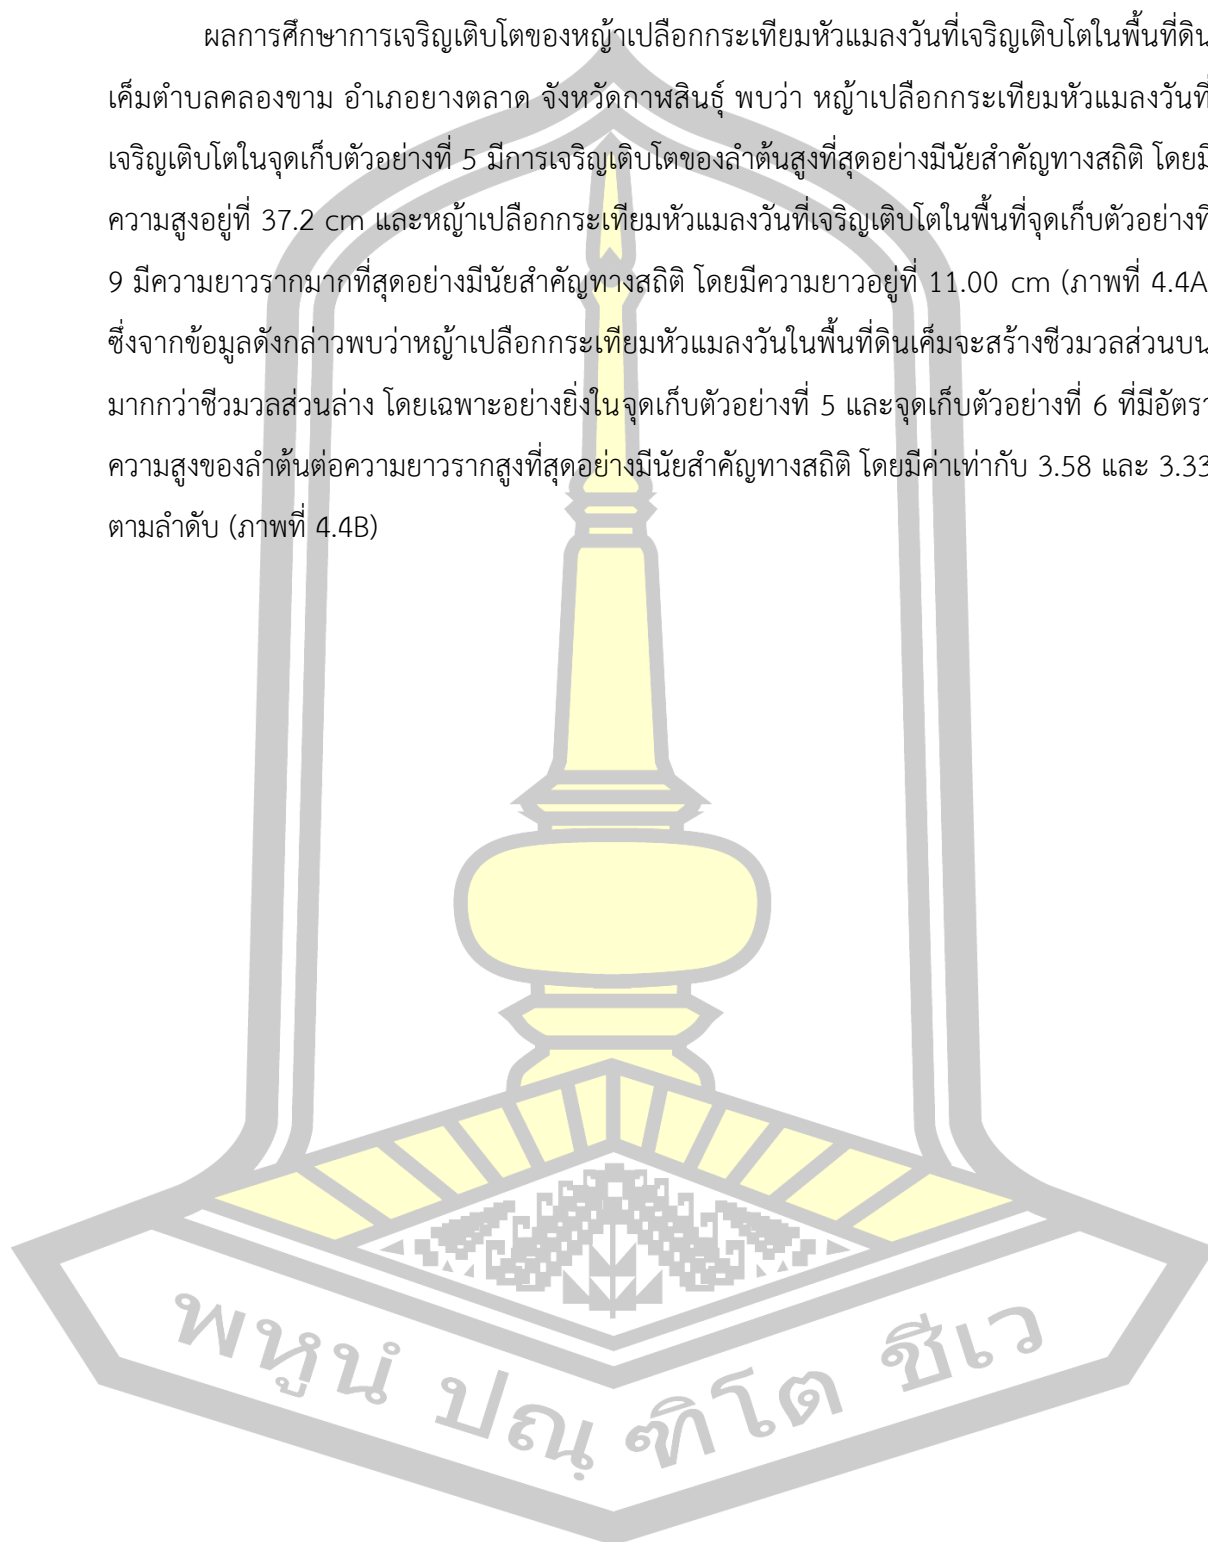 ผลการศึกษาการเจริญเติบโตของหญ้าเปลือกกระเทียมหัวแมลงวันที่เจริญเติบโตในพื้นที่ดิน
เค็มตำบลคลองขาม อำเภอยางตลาด จังหวัดกาฬสินธุ์ พบว่า หญ้าเปลือกกระเทียมหัวแมลงวันที่
เจริญเติบโตในจุดเก็บตัวอย่างที่ 5 มีการเจริญเติบโตของลำต้นสูงที่สุดอย่างมีนัยสำคัญทางสถิติ โดยมี
ความสูงอยู่ที่ 37.2 cm และหญ้าเปลือกกระเทียมหัวแมลงวันที่เจริญเติบโตในพื้นที่จุดเก็บตัวอย่างที่
9 มีความยาวรากมากที่สุดอย่างมีนัยสำคัญทางสถิติ โดยมีความยาวอยู่ที่ 11.00 cm (ภาพที่ 4.4A
ซึ่งจากข้อมูลดังกล่าวพบว่าหญ้าเปลือกกระเทียมหัวแมลงวันในพื้นที่ดินเค็มจะสร้างชีวมวลส่วนบน
มากกว่าชีวมวลส่วนล่าง โดยเฉพาะอย่างยิ่งในจุดเก็บตัวอย่างที่ 5 และจุดเก็บตัวอย่างที่ 6 ที่มีอัตรา
ความสูงของลำต้นต่อความยาวรากสูงที่สุดอย่างมีนัยสำคัญทางสถิติ โดยมีค่าเท่ากับ 3.58 และ 3.33
ตามลำดับ (ภาพที่ 4.4B)
พหูนํ ปณฺ ฑิโต ชีเว